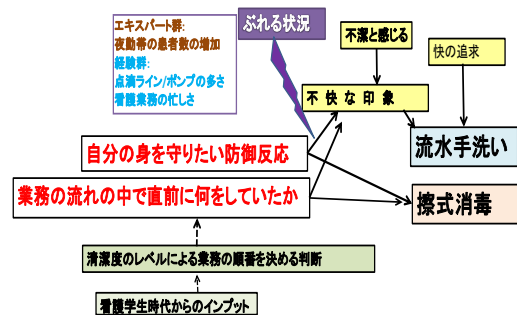 エキスパート群:
夜勤帯の患者数の増加
経験群:
点滴ライン/ポンプの多さ
看護業務の忙しさ
ぶれる状況
不潔と感じる
快の追求
不快な印象
流水手洗い
自分の身を守りたい防御反応
業務の流れの中で直前に何をしていたか
擦式消毒
清潔度のレベルによる業務の順番を決める判断
看護学生時代からのインプット